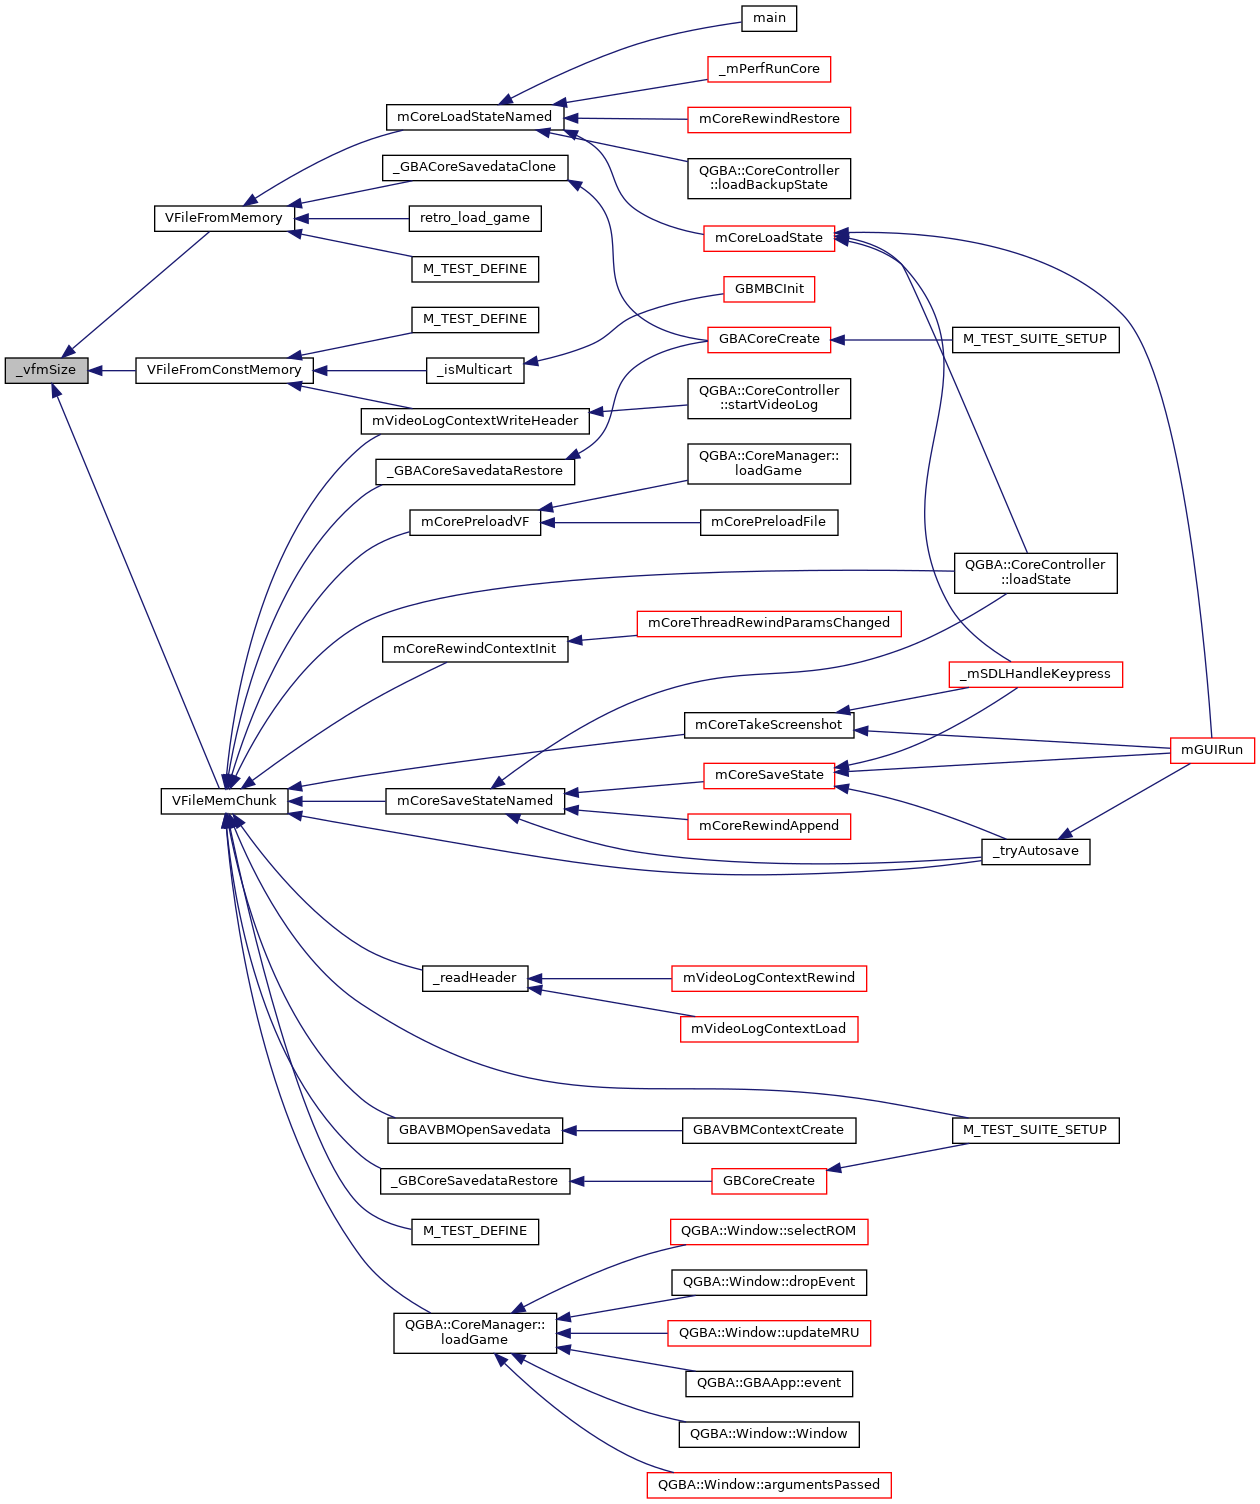 main
_mPerfRunCore
mCoreLoadStateNamed
mCoreRewindRestore
_GBACoreSavedataClone
QGBA::CoreController
::loadBackupState
VFileFromMemory
retro_load_game
mCoreLoadState
M_TEST_DEFINE
GBMBCInit
M_TEST_DEFINE
GBACoreCreate
M_TEST_SUITE_SETUP
_vfmSize
VFileFromConstMemory
_isMulticart
QGBA::CoreController
::startVideoLog
mVideoLogContextWriteHeader
QGBA::CoreManager::
loadGame
_GBACoreSavedataRestore
mCorePreloadVF
mCorePreloadFile
QGBA::CoreController
::loadState
mCoreThreadRewindParamsChanged
mCoreRewindContextInit
_mSDLHandleKeypress
mCoreTakeScreenshot
mGUIRun
mCoreSaveState
VFileMemChunk
mCoreSaveStateNamed
mCoreRewindAppend
_tryAutosave
_readHeader
mVideoLogContextRewind
mVideoLogContextLoad
GBAVBMOpenSavedata
GBAVBMContextCreate
M_TEST_SUITE_SETUP
_GBCoreSavedataRestore
GBCoreCreate
M_TEST_DEFINE
QGBA::Window::selectROM
QGBA::Window::dropEvent
QGBA::CoreManager::
loadGame
QGBA::Window::updateMRU
QGBA::GBAApp::event
QGBA::Window::Window
QGBA::Window::argumentsPassed